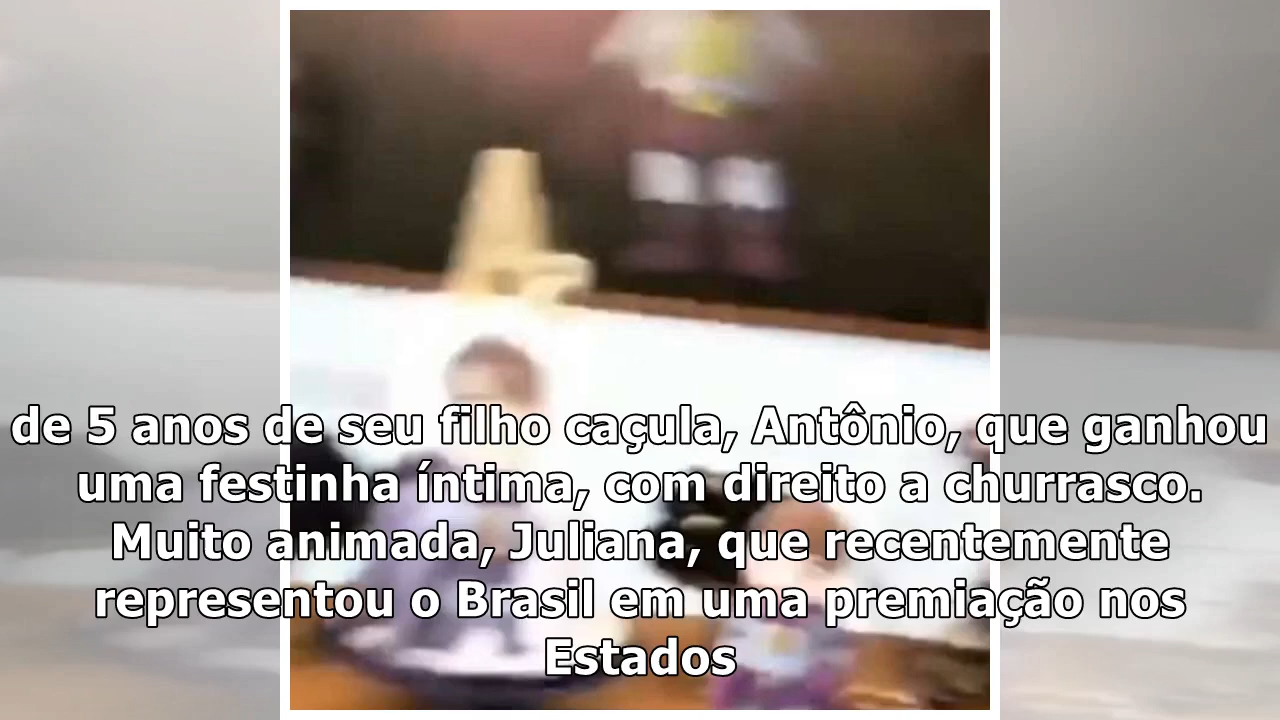 de 5 anos de seu filho caçula, Antônio, que ganhou
uma festinha íntima, com direito a churrasco.
Muito animada, Juliana, que recentemente
representou o Brasil em uma premiação nos
Estados